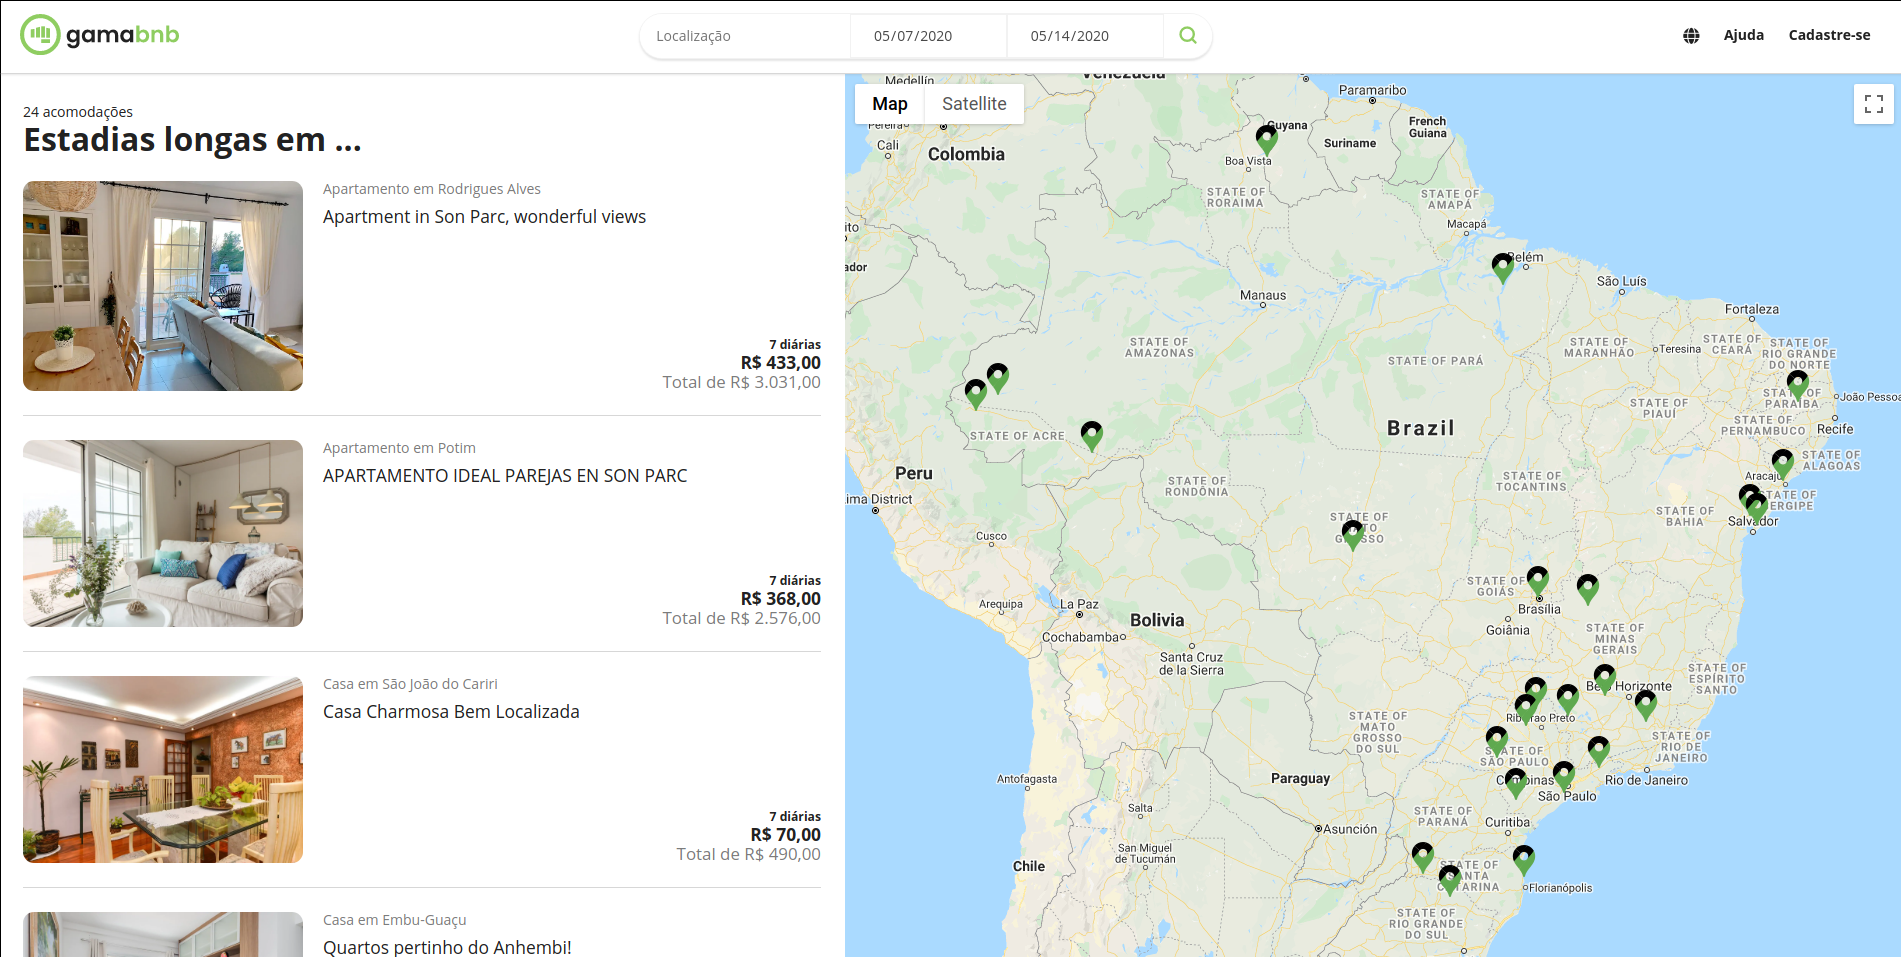 gamabnb
Localização
05/07/2020
05/14/2020
Ajuda
Cadastre-se
24 acomodações
Estadias longas em ...
Apartamento em Rodrigues Alves
Apartment in Son Parc, wonderful views
7 diárias
R$ 433,00
Total de R$ 3.031,00
Apartamento em Potim
APARTAMENTO IDEAL PAREJAS EN SON PARC
7 diárias
R$ 368,00
Total de R$ 2.576,00
Casa em São João do Cariri
Casa Charmosa Bem Localizada
7 diárias
R$ 70,00
Total de R$ 490,00
Casa em Embu-Guaçu
Quartos pertinho do Anhembi!
Map
Satellite
Medellín
Venezuela
Paramaribo
Pereira
Cali
Colombia
Guyana
French
Guiana
Suriname
Boa Vista
STATE OF
RORAIMA
STATE OF
AMAPÁ
Macapá
ito
ador
Belém
Manaus
São Luís
Fortaleza
STATE OF
AMAZONAS
STATE OF PARÁ
STATE OF
MARANHÃO
Teresina
STATE OF
CEARÁ
STATE OF
RIO GRANDE
DO NORTE
STATE OF
PARAÍBA
João Pessoa
STATE OF
PIAUÍ
STATE OF
PERNAMBUCO
Recife
Brazil
STATE OF ACRE
Peru
STATE OF
RONDÔNIA
STATE OF
TOCANTINS
STATE OF
ALAGOAS
Aracaju
ima District
STATE OF
BAHIA
TATE OF
ERGIPE
Salvador
STATE OF
Cusco
STATE OF
GOIÁS
Brasília
Arequipa
La Paz
Bolivia
Goiânia
STATE OF
MINAS
GERAIS
Cochabamba
Santa Cruz
de la Sierra
STATE OF
ESPÍRITO
SANTO
Horizonte
STATE OF
MATO
GROSSO
DO SUL
Preto
STATE OF
RIO DE
JANEIRO
STATE OF
SÃO PAULO
Antofagasta
Paraguay
Rio de Janeiro
São Paulo
Salta
STATE OF
PARANÁ
Curitiba
Asunción
San Miguel
de Tucumán
Chile
STATE OF
Florianópolis
STATE OF
RIO GRANDE
DO SUL